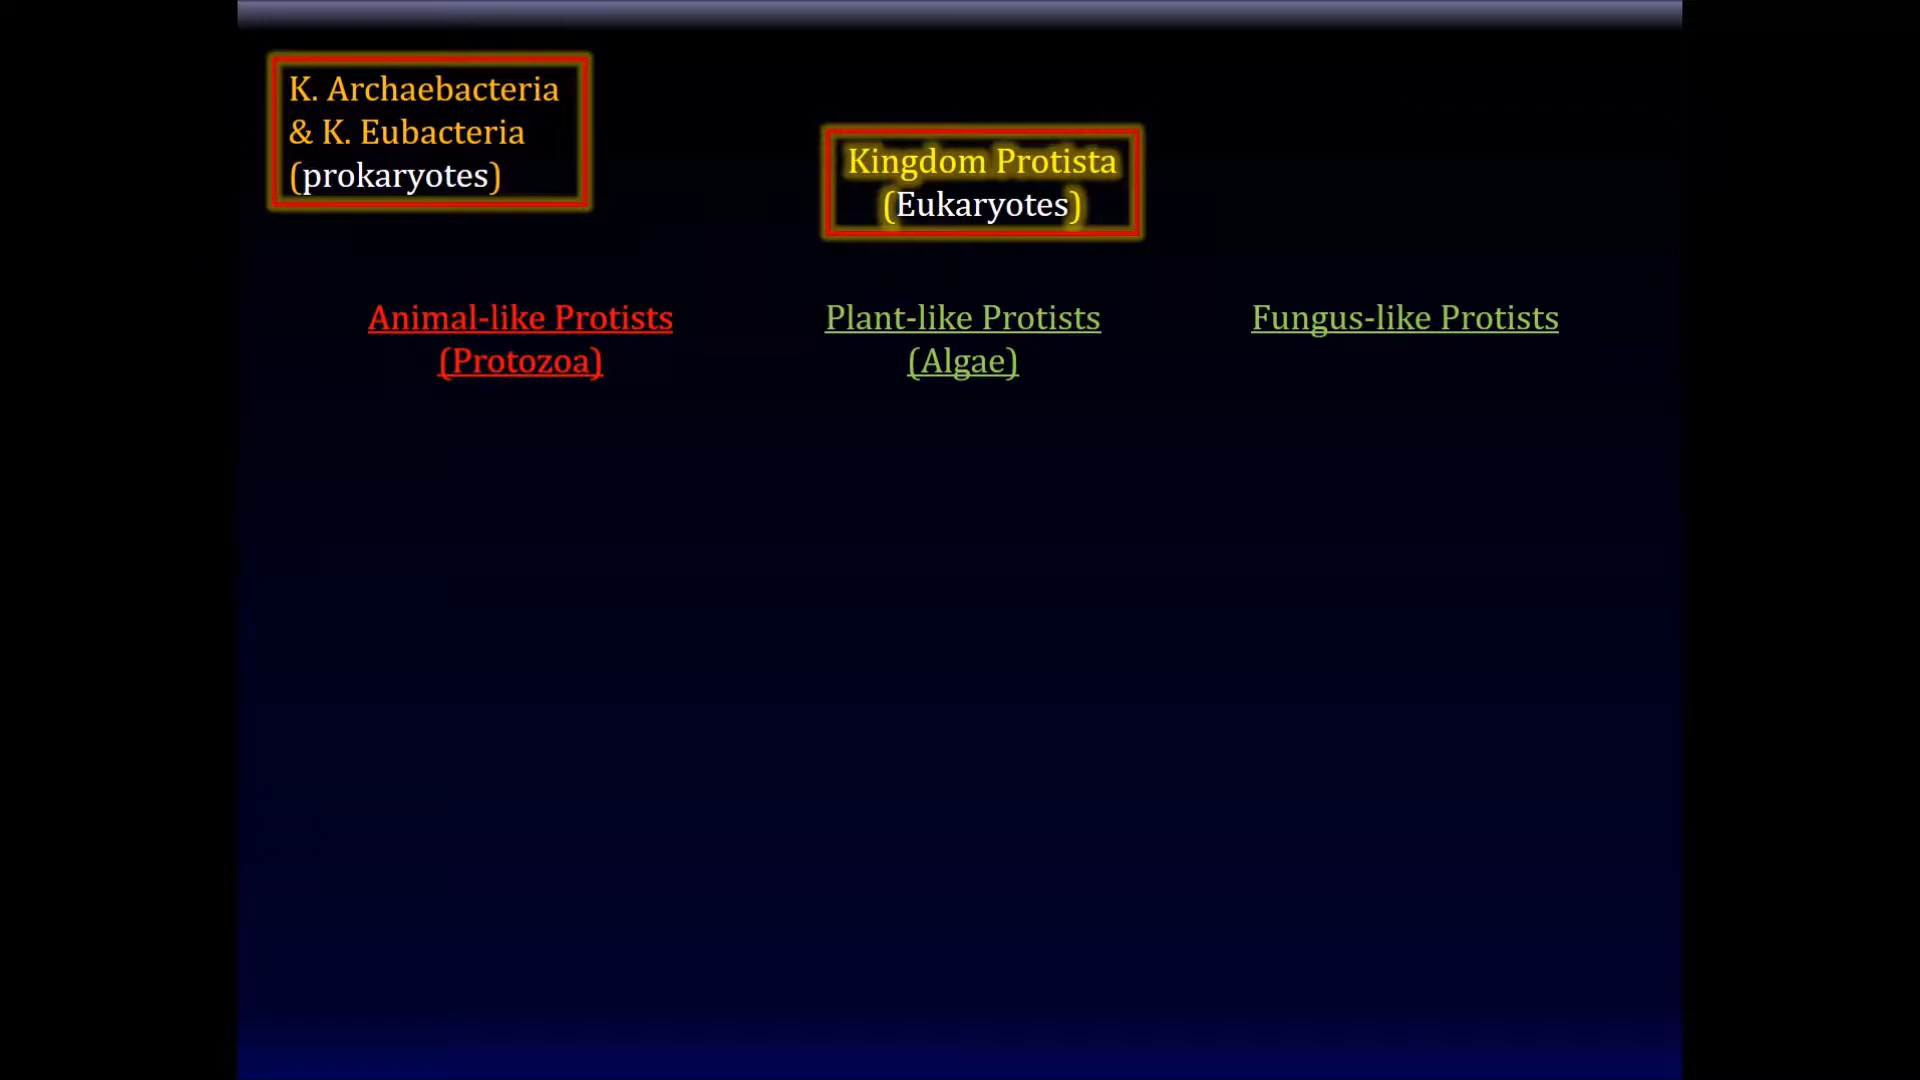 K. Archaebacteria
& K. Eubacteria
(prokaryotes)
Kingdom Protista
(Eukaryotes)
Animal-like Protists
(Protozoa)
Plant-like Protists
(Algae)
Fungus-like Protists